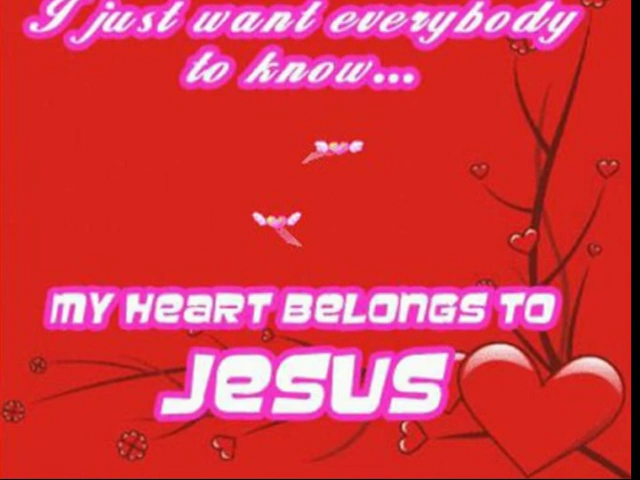 I just want everybody
to know...
MY HEART BELONGS TO
JESUS